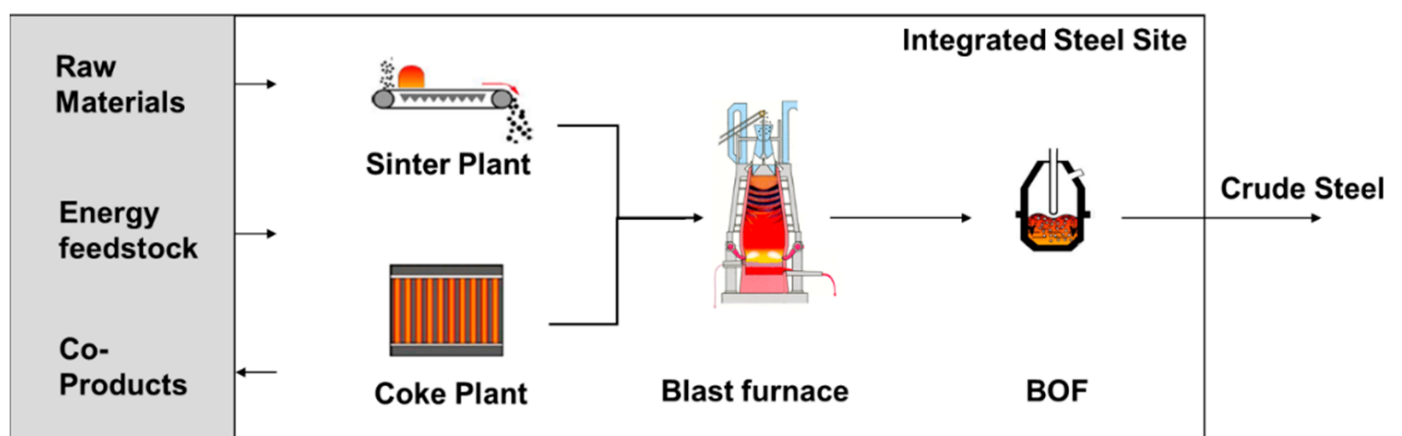 Integrated Steel Site
Raw
Materials
Sinter Plant
Energy
feedstock
Crude Steel
Co-
Products
Coke Plant
Blast furnace
BOF